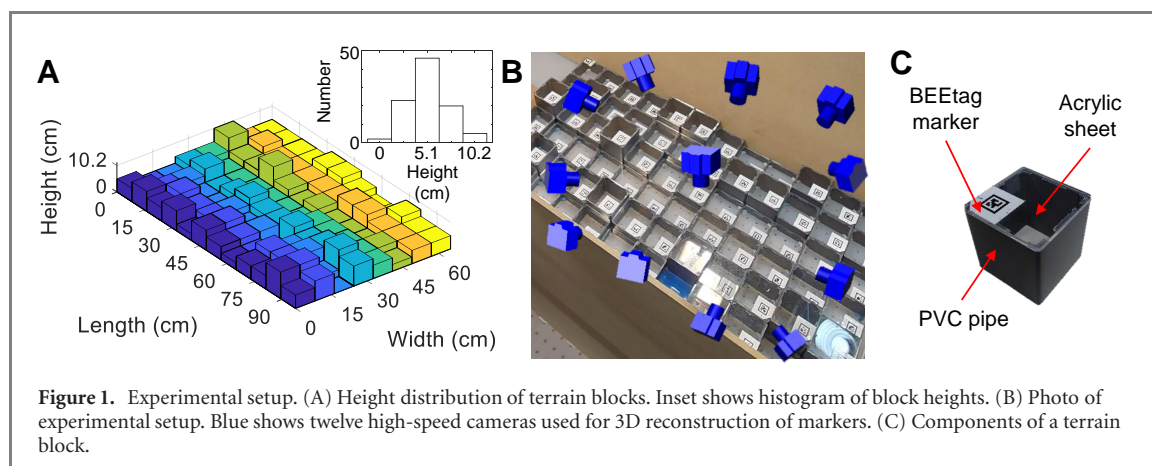 A
50
Number
0
0 5.1 10.2
Height
(cm)
Height (cm)
10.2
0
0
15
30
45
60
75
90
Length (cm)
0
15
30
45
60
Width (cm)
B
C
BEEtag
marker
Acrylic
sheet
PVC pipe
Figure 1. Experimental setup. (A) Height distribution of terrain blocks. Inset shows histogram of block heights. (B) Photo of
experimental setup. Blue shows twelve high-speed cameras used for 3D reconstruction of markers. (C) Components of a terrain
block.